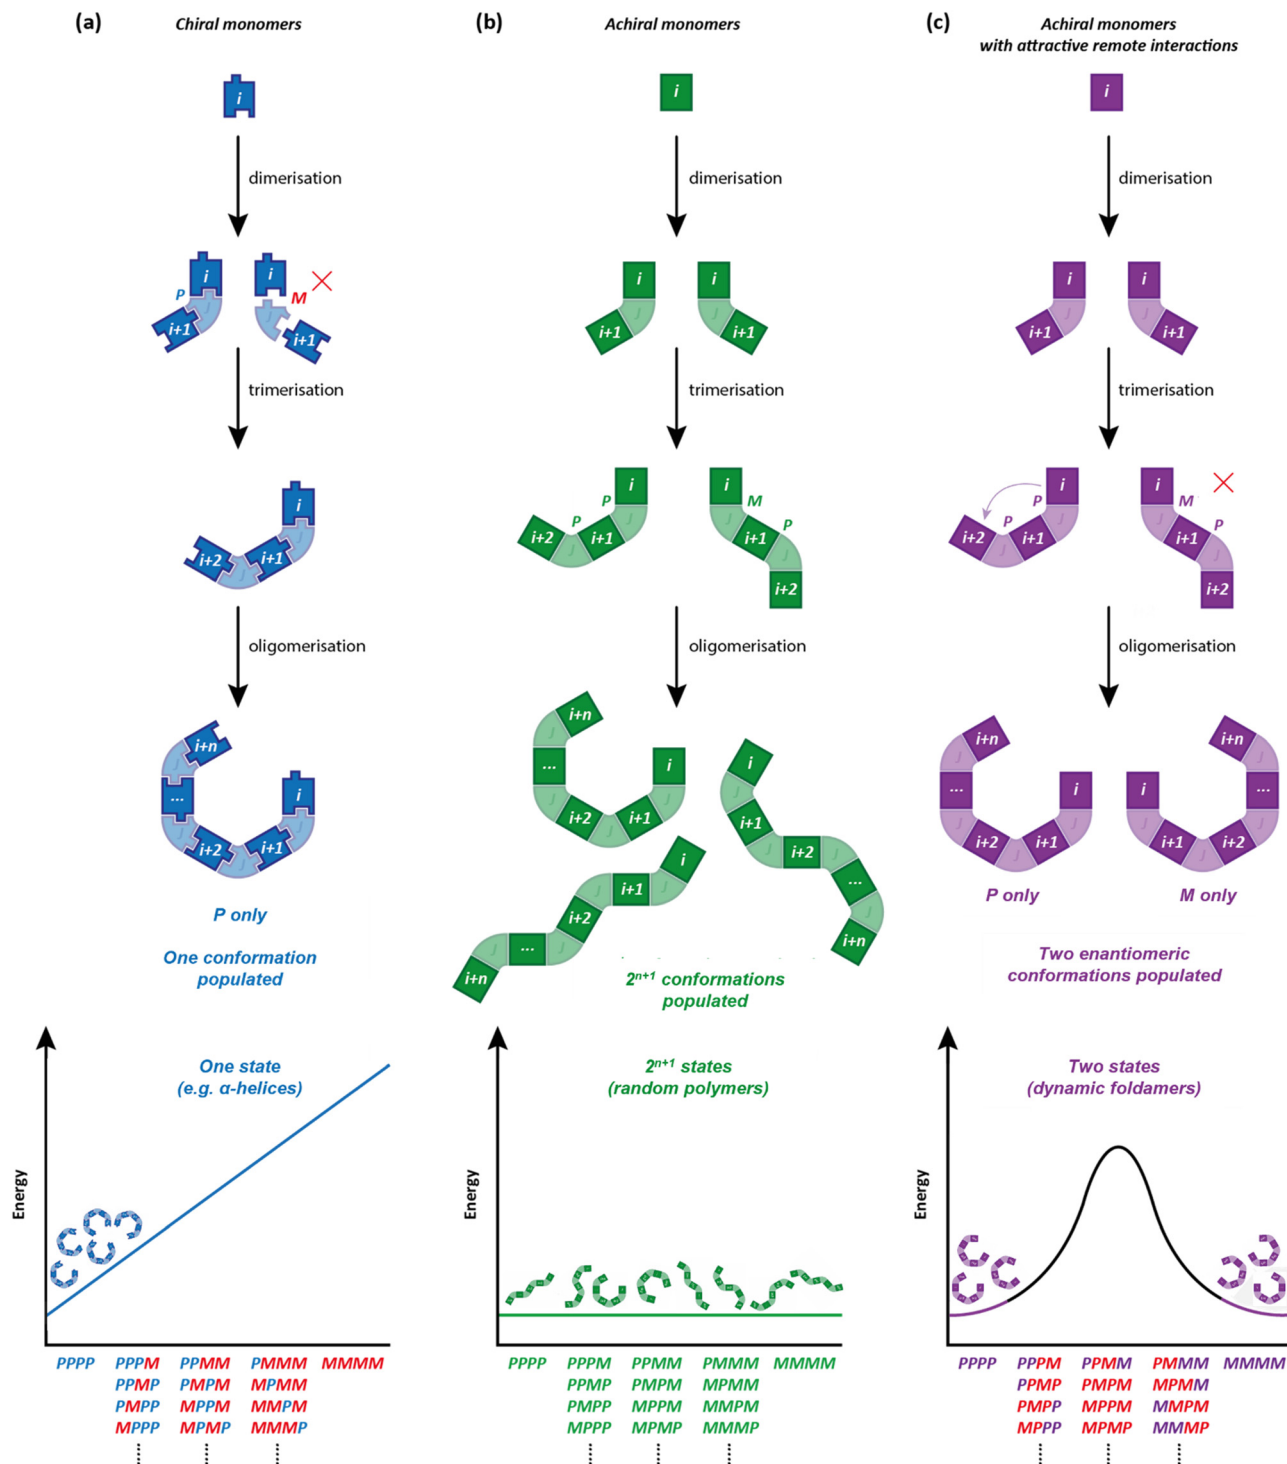 (a)
Chiral monomers
i
dimerisation
P
i
i+1
i
M
i+1
trimerisation
i
i+1
J
i+2
oligomerisation
i+n
...
i+2
J
i+1
i
P only
One conformation
populated
One state
(e.g. α-helices)
Energy
PPPP PPPM PPMM PMMM MMMM
PPMP PMPM MPMM
PMPP MPPM MMPM
MPPP MPMP MMMP
(b)
Achiral monomers
i
dimerisation
i
J
i+1
i
J
i+1
trimerisation
i
P
J
i+1
P
J
i+2
i
M
J
i+1
P
J
i+2
oligomerisation
i+n
J
...
J
i+2
J
i+1
J
i
i
J
i+1
J
i+2
J
...
J
i+n
i
J
i+1
J
i+2
J
...
J
i+n
2ⁿ⁺¹ conformations
populated
2ⁿ⁺¹ states
(random polymers)
Energy
PPPP PPPM PPMM PMMM MMMM
PPMP PMPM MPMM
PMPP MPPM MMPM
MPPP MPMP MMMP
(c)
Achiral monomers
with attractive remote interactions
i
dimerisation
i
J
i+1
i
J
i+1
trimerisation
i
P
J
i+1
P
J
i+2
i
M
J
i+1
P
J
i+2
oligomerisation
i+n
J
...
J
i+2
J
i+1
J
i
P only
i
J
i+1
J
i+2
J
...
J
i+n
M only
Two enantiomeric
conformations populated
Two states
(dynamic foldamers)
Energy
PPPP PPPM PPMM PMMM MMMM
PPMP PMPM MPMM
PMPP MPPM MMPM
MPPP MPMP MMMP